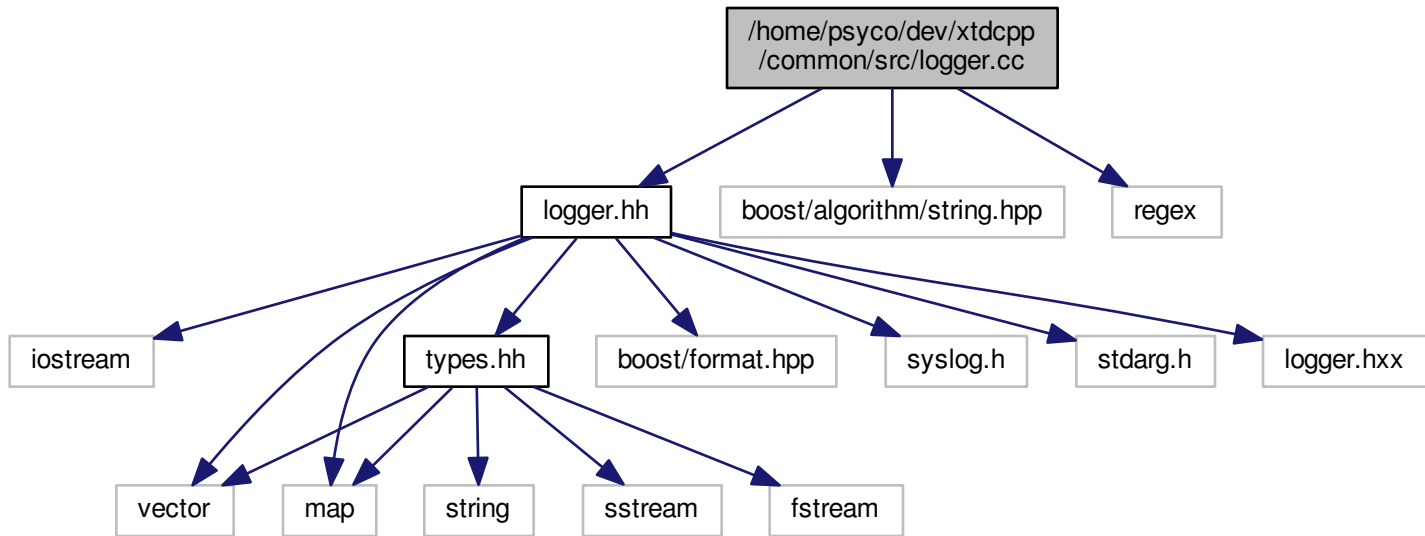 /home/psyco/dev/xtdcpp
/common/src/logger.cc
logger.hh
boost/algorithm/string.hpp
regex
iostream
types.hh
boost/format.hpp
syslog.h
stdarg.h
logger.hxx
vector
map
string
sstream
fstream